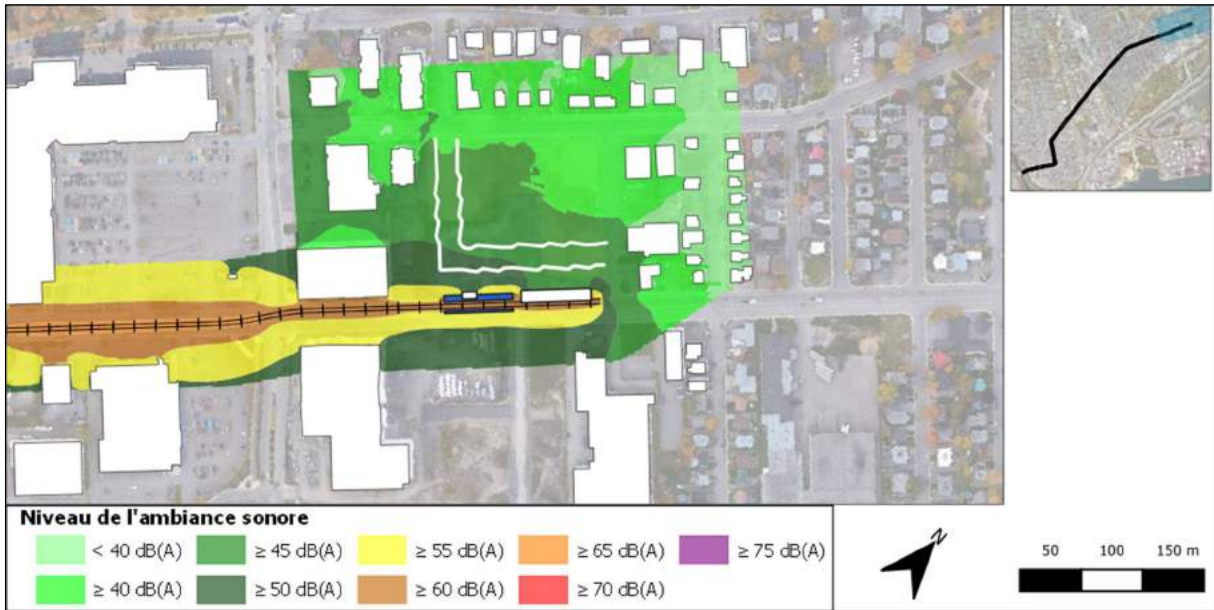 Niveau de l'ambiance sonore
< 40 dB(A) ≥ 45 dB(A) ≥ 55 dB(A) ≥ 65 dB(A) ≥ 75 dB(A)
≥ 40 dB(A) ≥ 50 dB(A) ≥ 60 dB(A) ≥ 70 dB(A)
N
50 100 150 m